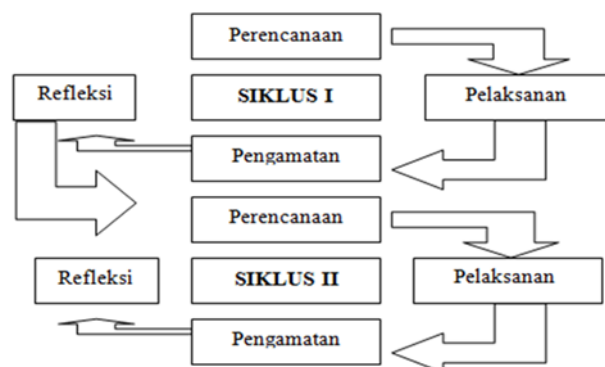 Perencanaan
Refleksi
SIKLUS I
Pelaksanan
Pengamatan
Perencanaan
Refleksi
SIKLUS II
Pelaksanan
Pengamatan